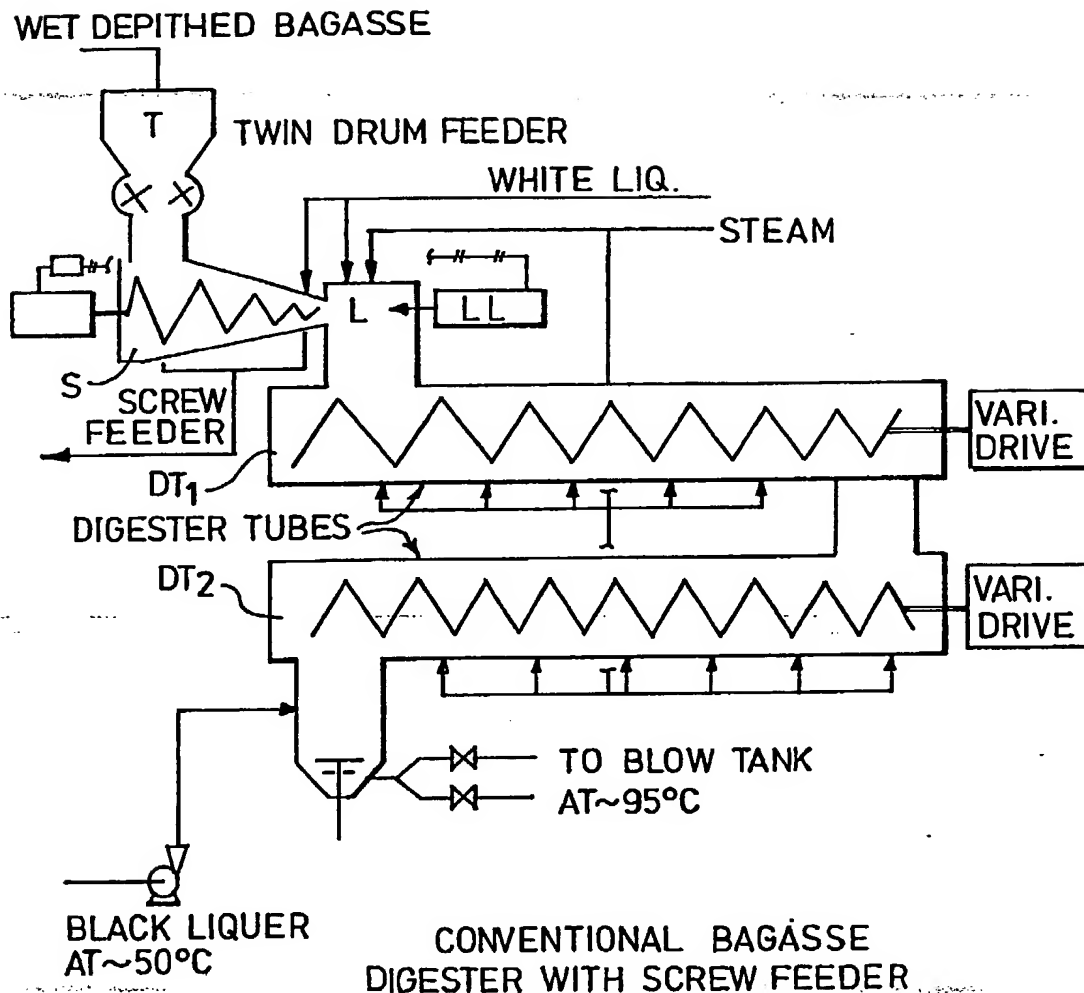 WET DEPITHED BAGASSE
T
TWIN DRUM FEEDER
WHITE LIQ.
STEAM
L
LL
S
SCREW
FEEDER
VARI.
DRIVE
DT1
DIGESTER TUBES
DT2
VARI.
DRIVE
TO BLOW TANK
AT~95°C
BLACK LIQUER
AT~50°C
CONVENTIONAL BAGÁSSE
DIGESTER WITH SCREW FEEDER